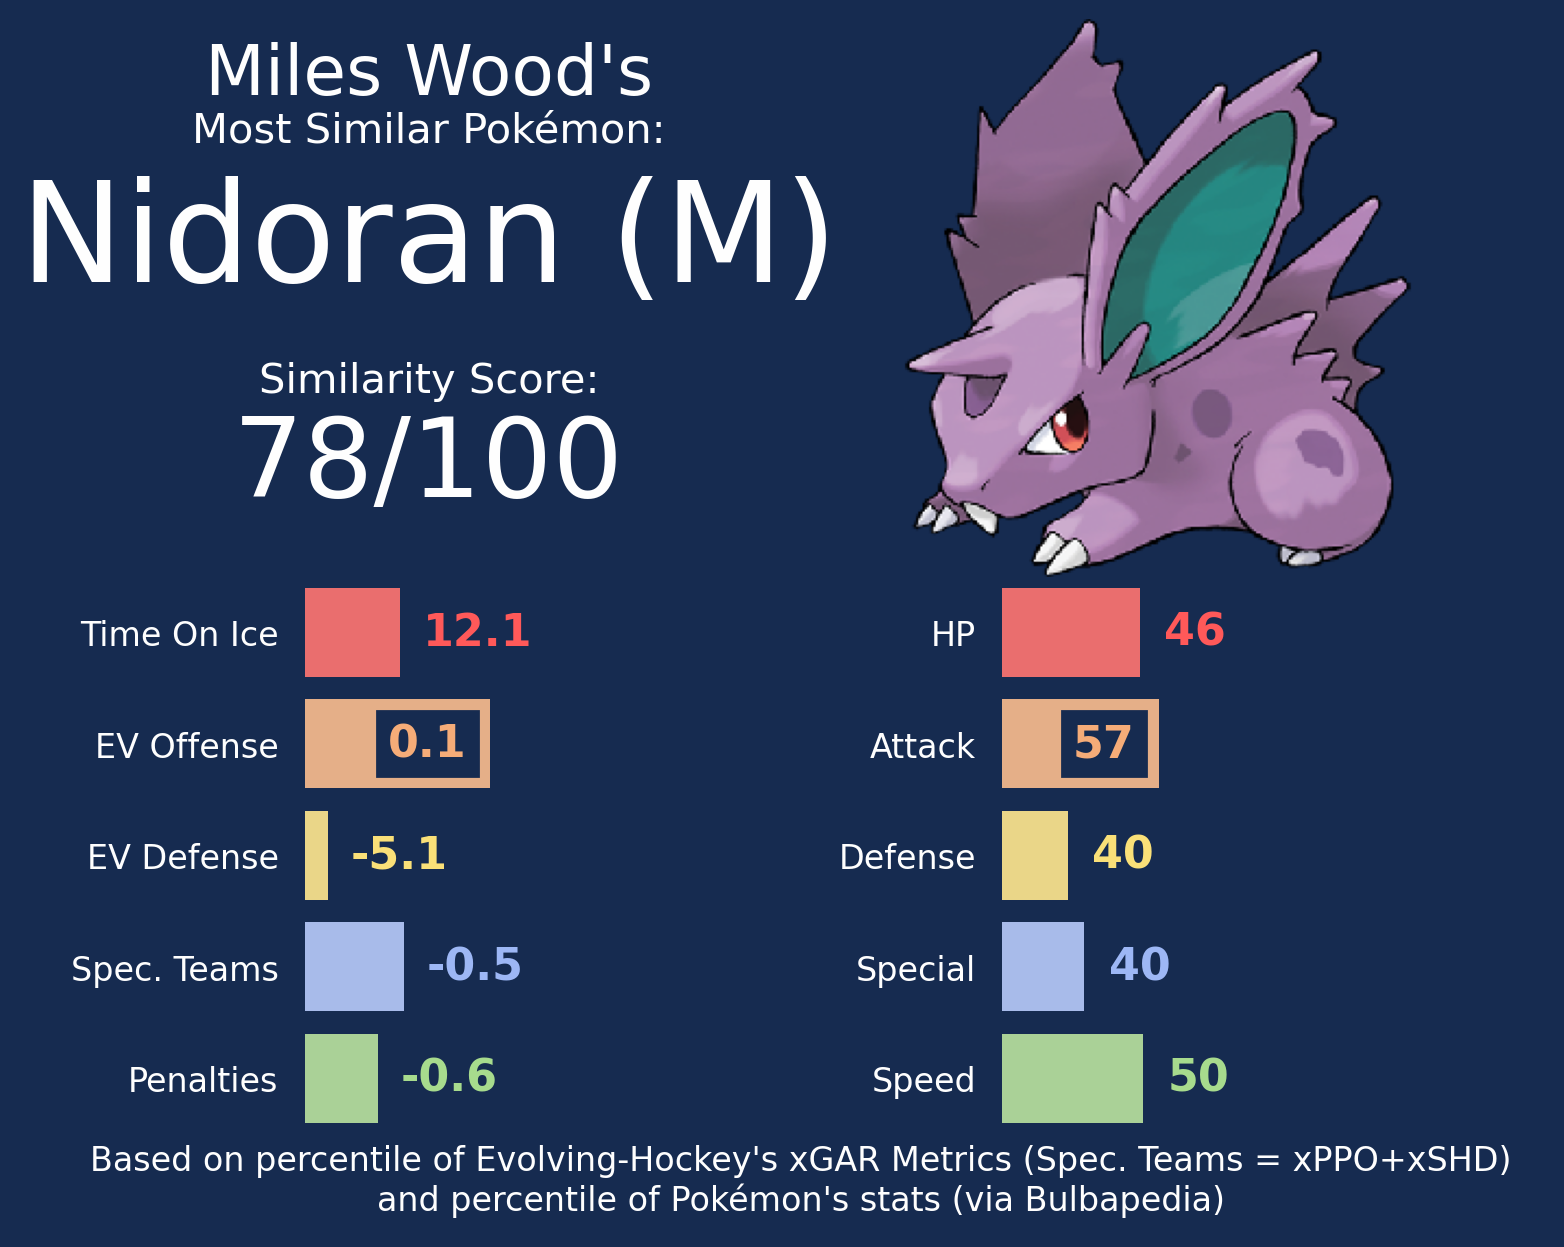 Miles Wood's
Most Similar Pokémon:
Nidoran (M)
Similarity Score:
78/100
Time On Ice 12.1
EV Offense 0.1
EV Defense -5.1
Spec. Teams -0.5
Penalties -0.6
HP 46
Attack 57
Defense 40
Special 40
Speed 50
Based on percentile of Evolving-Hockey's xGAR Metrics (Spec. Teams = xPPO+xSHD)
and percentile of Pokémon's stats (via Bulbapedia)